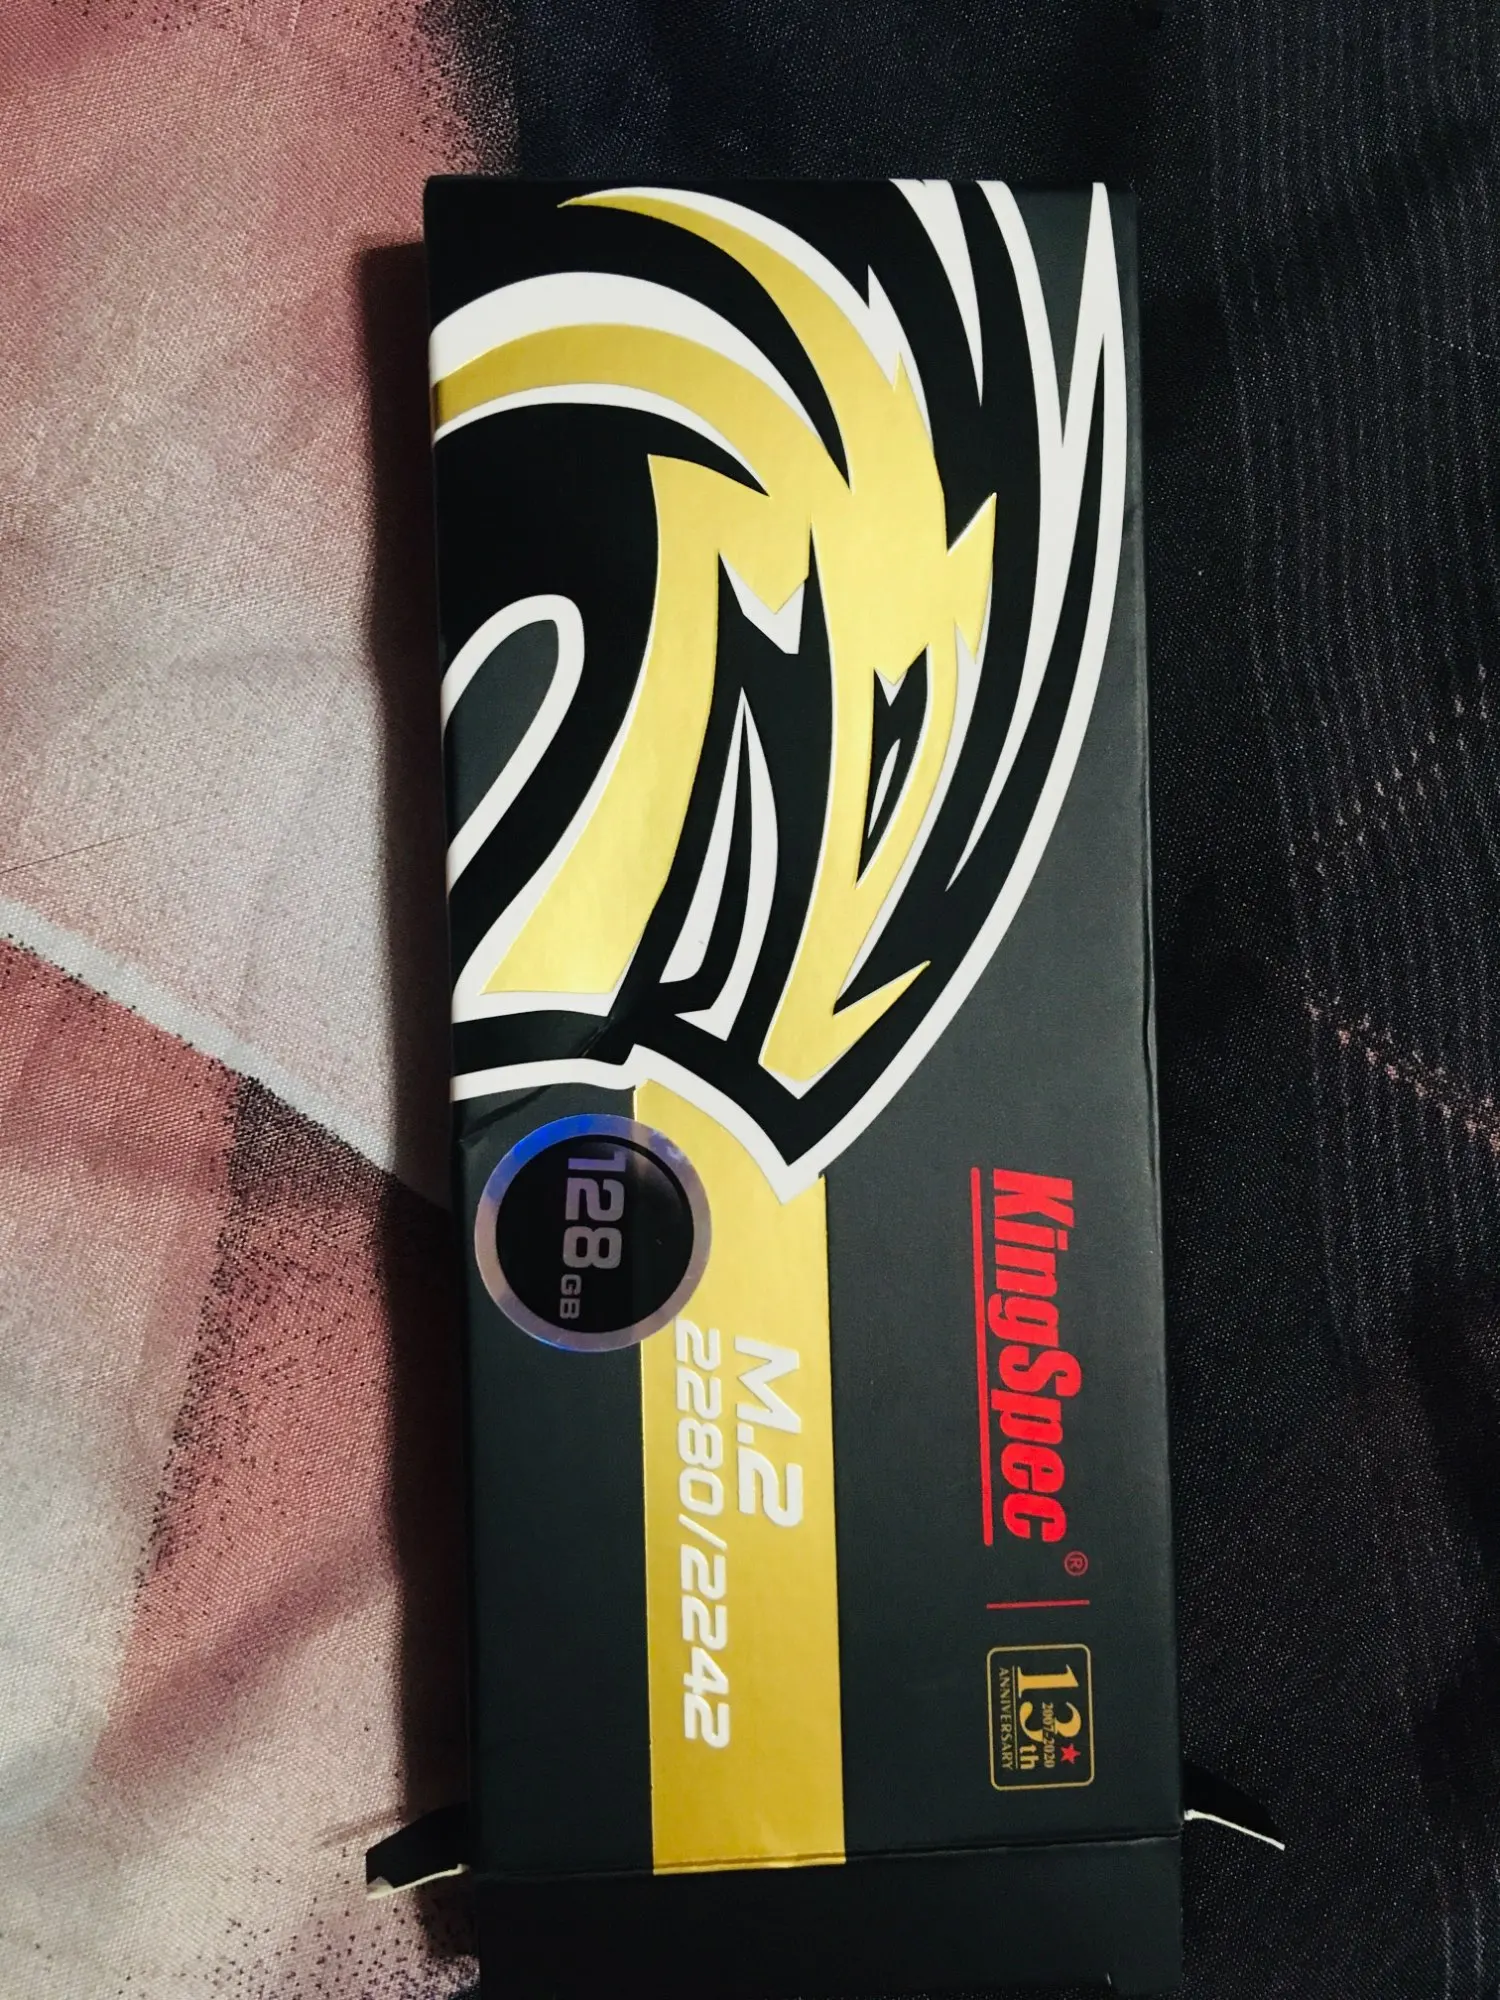 KingSpec®
13th
2007-2020
ANNIVERSARY
M.2
2280/2242
128GB